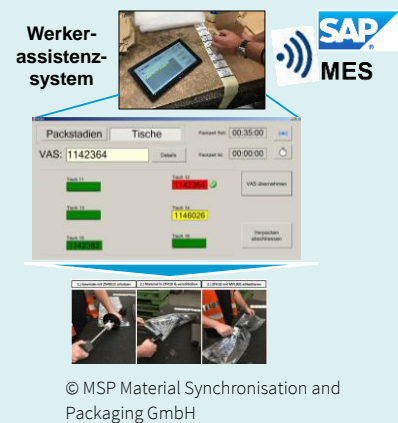 Werker-
assistenz-
system
SAP
MES
Packstadien Tische Packzeit Soll: 00:35:00
VAS: 1142364 Details Packzeit Ist: 00:00:00
Tisch 11 Tisch 12
1142364 VAS übernehmen
Tisch 13 Tisch 14
1146026
Tisch 15 Tisch 16 Verpacken
1142382 abschliessen
© MSP Material Synchronisation and
Packaging GmbH